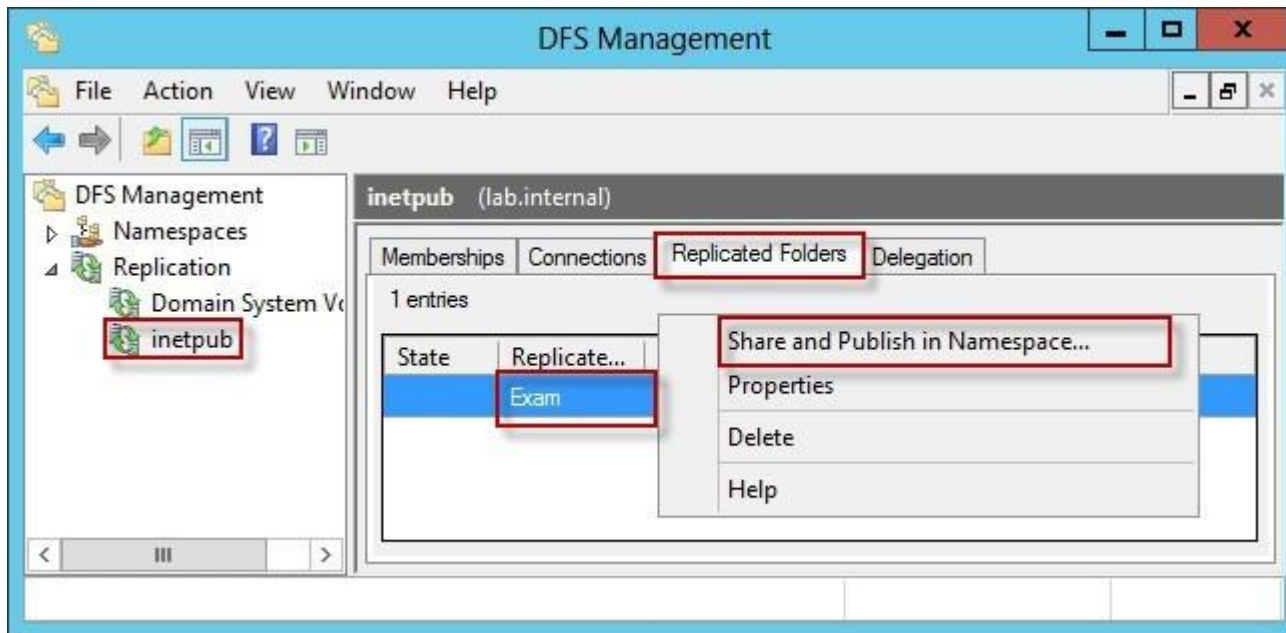 DFS Management
File Action View Window Help
DFS Management
Namespaces
Replication
Domain System Vo
inetpub
inetpub (lab.internal)
Memberships Connections Replicated Folders Delegation
1 entries
State Replicate...
Exam
Share and Publish in Namespace...
Properties
Delete
Help